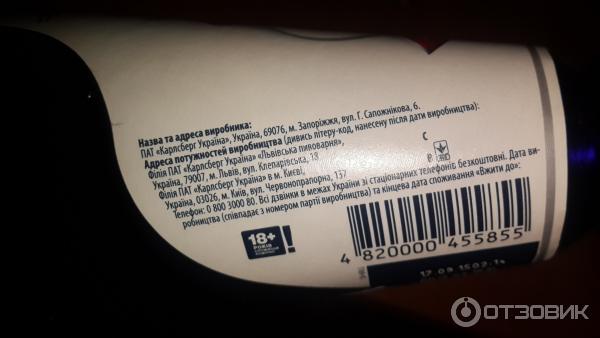 Назва та адреса виробника:
ПАТ «Карлсберг Україна», Україна, 69076, м. Запоріжжя, вул. Г. Сапожнікова, 6.
Адреса потужностей виробництва (дивись літеру-код, нанесену після дати виробництва):
Філія ПАТ «Карлсберг Україна» «Львівська пивоварня»,
Україна, 79007, м. Львів, вул. Клепарівська, 18
Філія ПАТ «Карлсберг Україна» в м. Києві,
Україна, 03026, м. Київ, вул. Червонопрапорна, 137
Телефон: 0 800 3000 80. Всі дзвінки в межах України зі стаціонарних телефонів безкоштовні. Дата ви-
робництва (співпадає з номером партії виробництва) та кінцева дата споживання «Вжити до»:
C
18+
РОКІВ
4 820000 455855
ОТЗОВИК